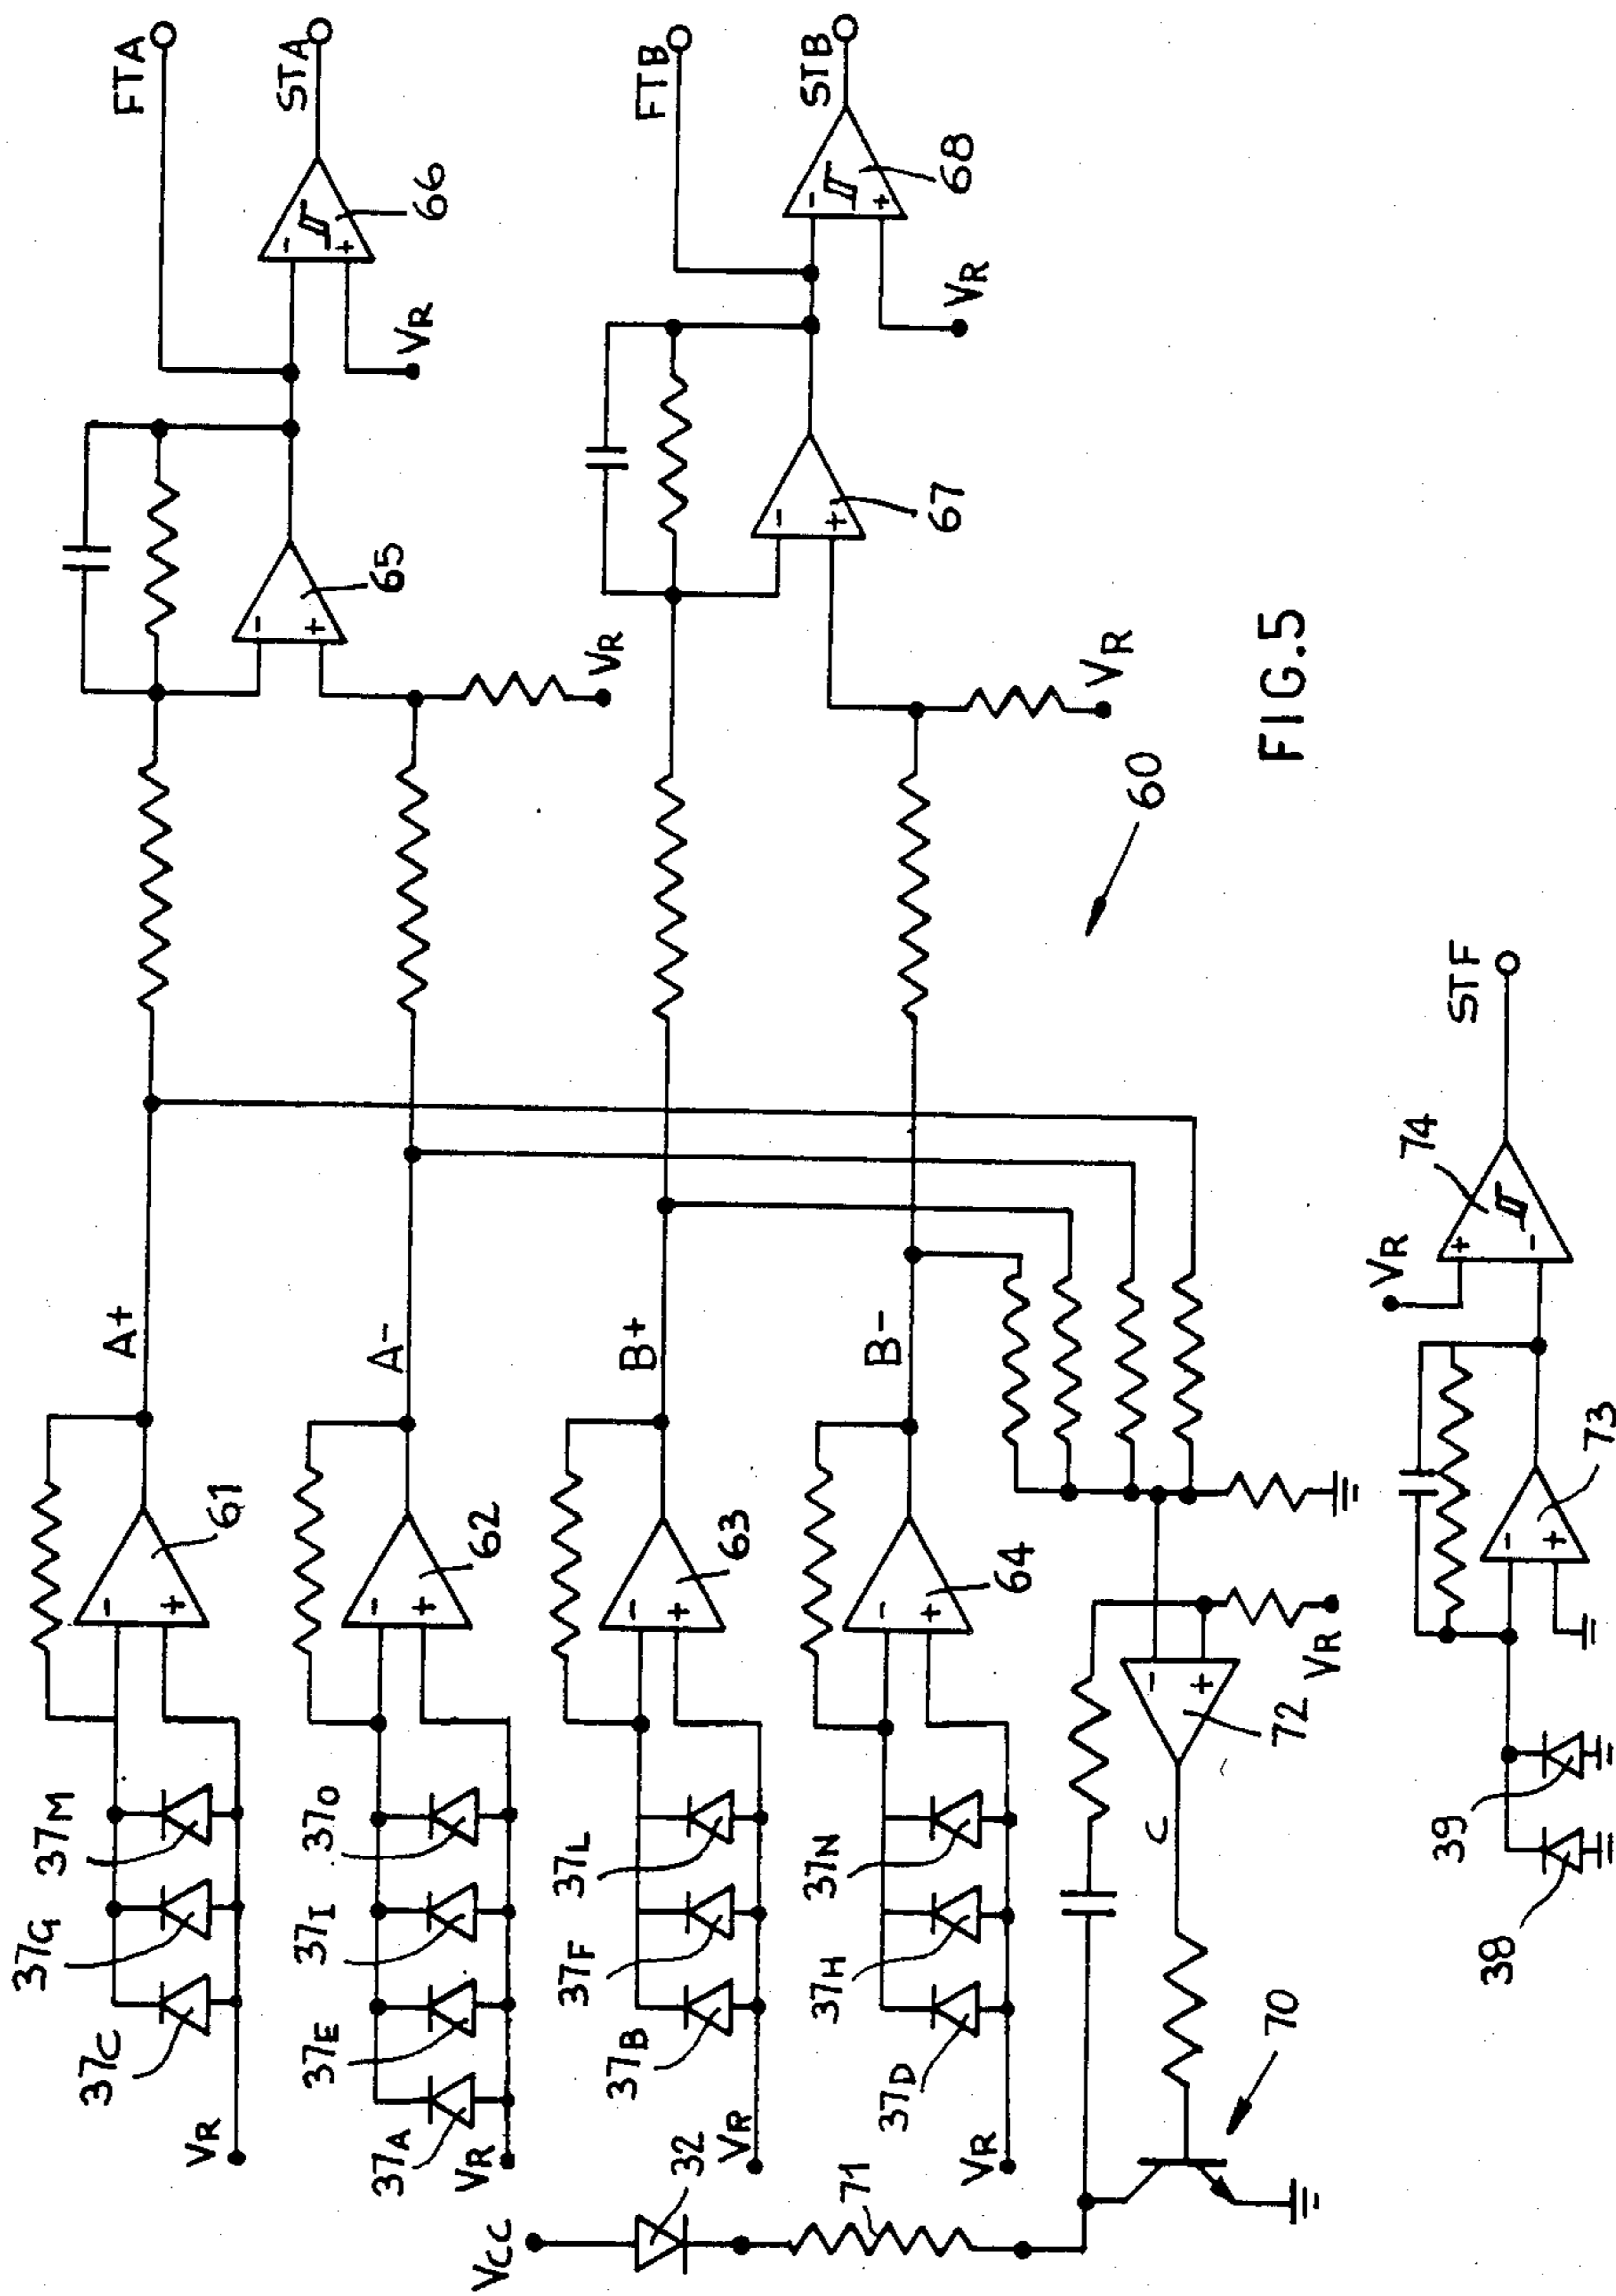 FTA
STA
66
VR
65
VR
FTB
STB
68
VR
67
VR
60
FIG.5
A+
A-
B+
B-
61
62
63
64
37M
37G
37C
VR
37O
37I
37E
37A
VR
37L
37F
37B
VR
37N
37H
37D
VR
VCC
32
71
70
C
72
VR
STF
74
VR
73
39
38
- + - + - + - +
- + - + - + - +
- + + - - +